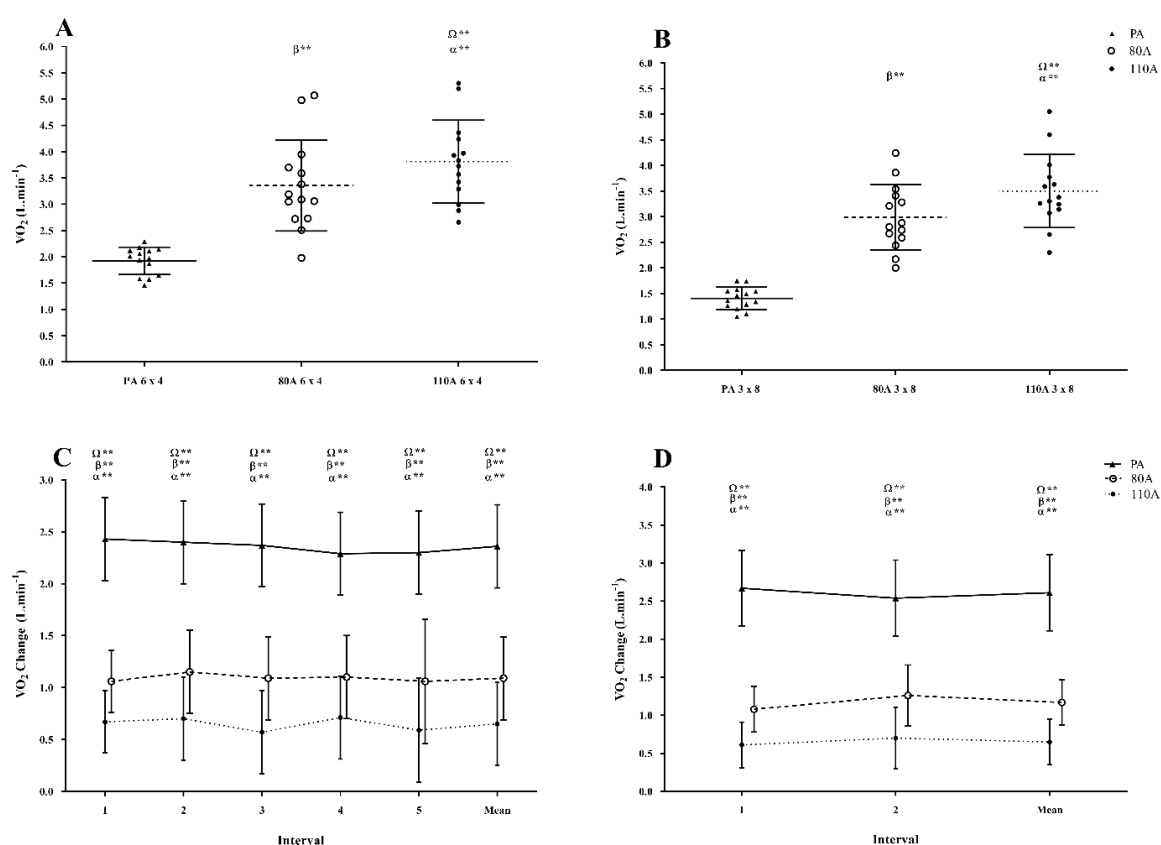 A
Ω**
β**
α**
6.0
5.5
5.0
4.5
4.0
3.5
3.0
2.5
2.0
1.5
1.0
0.5
0.0
VO₂ (L.min⁻¹)
PA 6 x 4
80A 6 x 4
110A 6 x 4
B
PA
80A
110A
Ω**
β**
α**
6.0
5.5
5.0
4.5
4.0
3.5
3.0
2.5
2.0
1.5
1.0
0.5
0.0
VO₂ (L.min⁻¹)
PA 3 x 8
80A 3 x 8
110A 3 x 8
C
Ω** Ω** Ω** Ω** Ω** Ω**
β** β** β** β** β** β**
α** α** α** α** α** α**
3.0
2.5
2.0
1.5
1.0
0.5
0.0
VO₂ Change (L.min⁻¹)
1 2 3 4 5 Mean
Interval
D
PA
80A
110A
Ω** Ω** Ω**
β** β** β**
α** α** α**
4.0
3.5
3.0
2.5
2.0
1.5
1.0
0.5
0.0
VO₂ Change (L.min⁻¹)
1 2 Mean
Interval